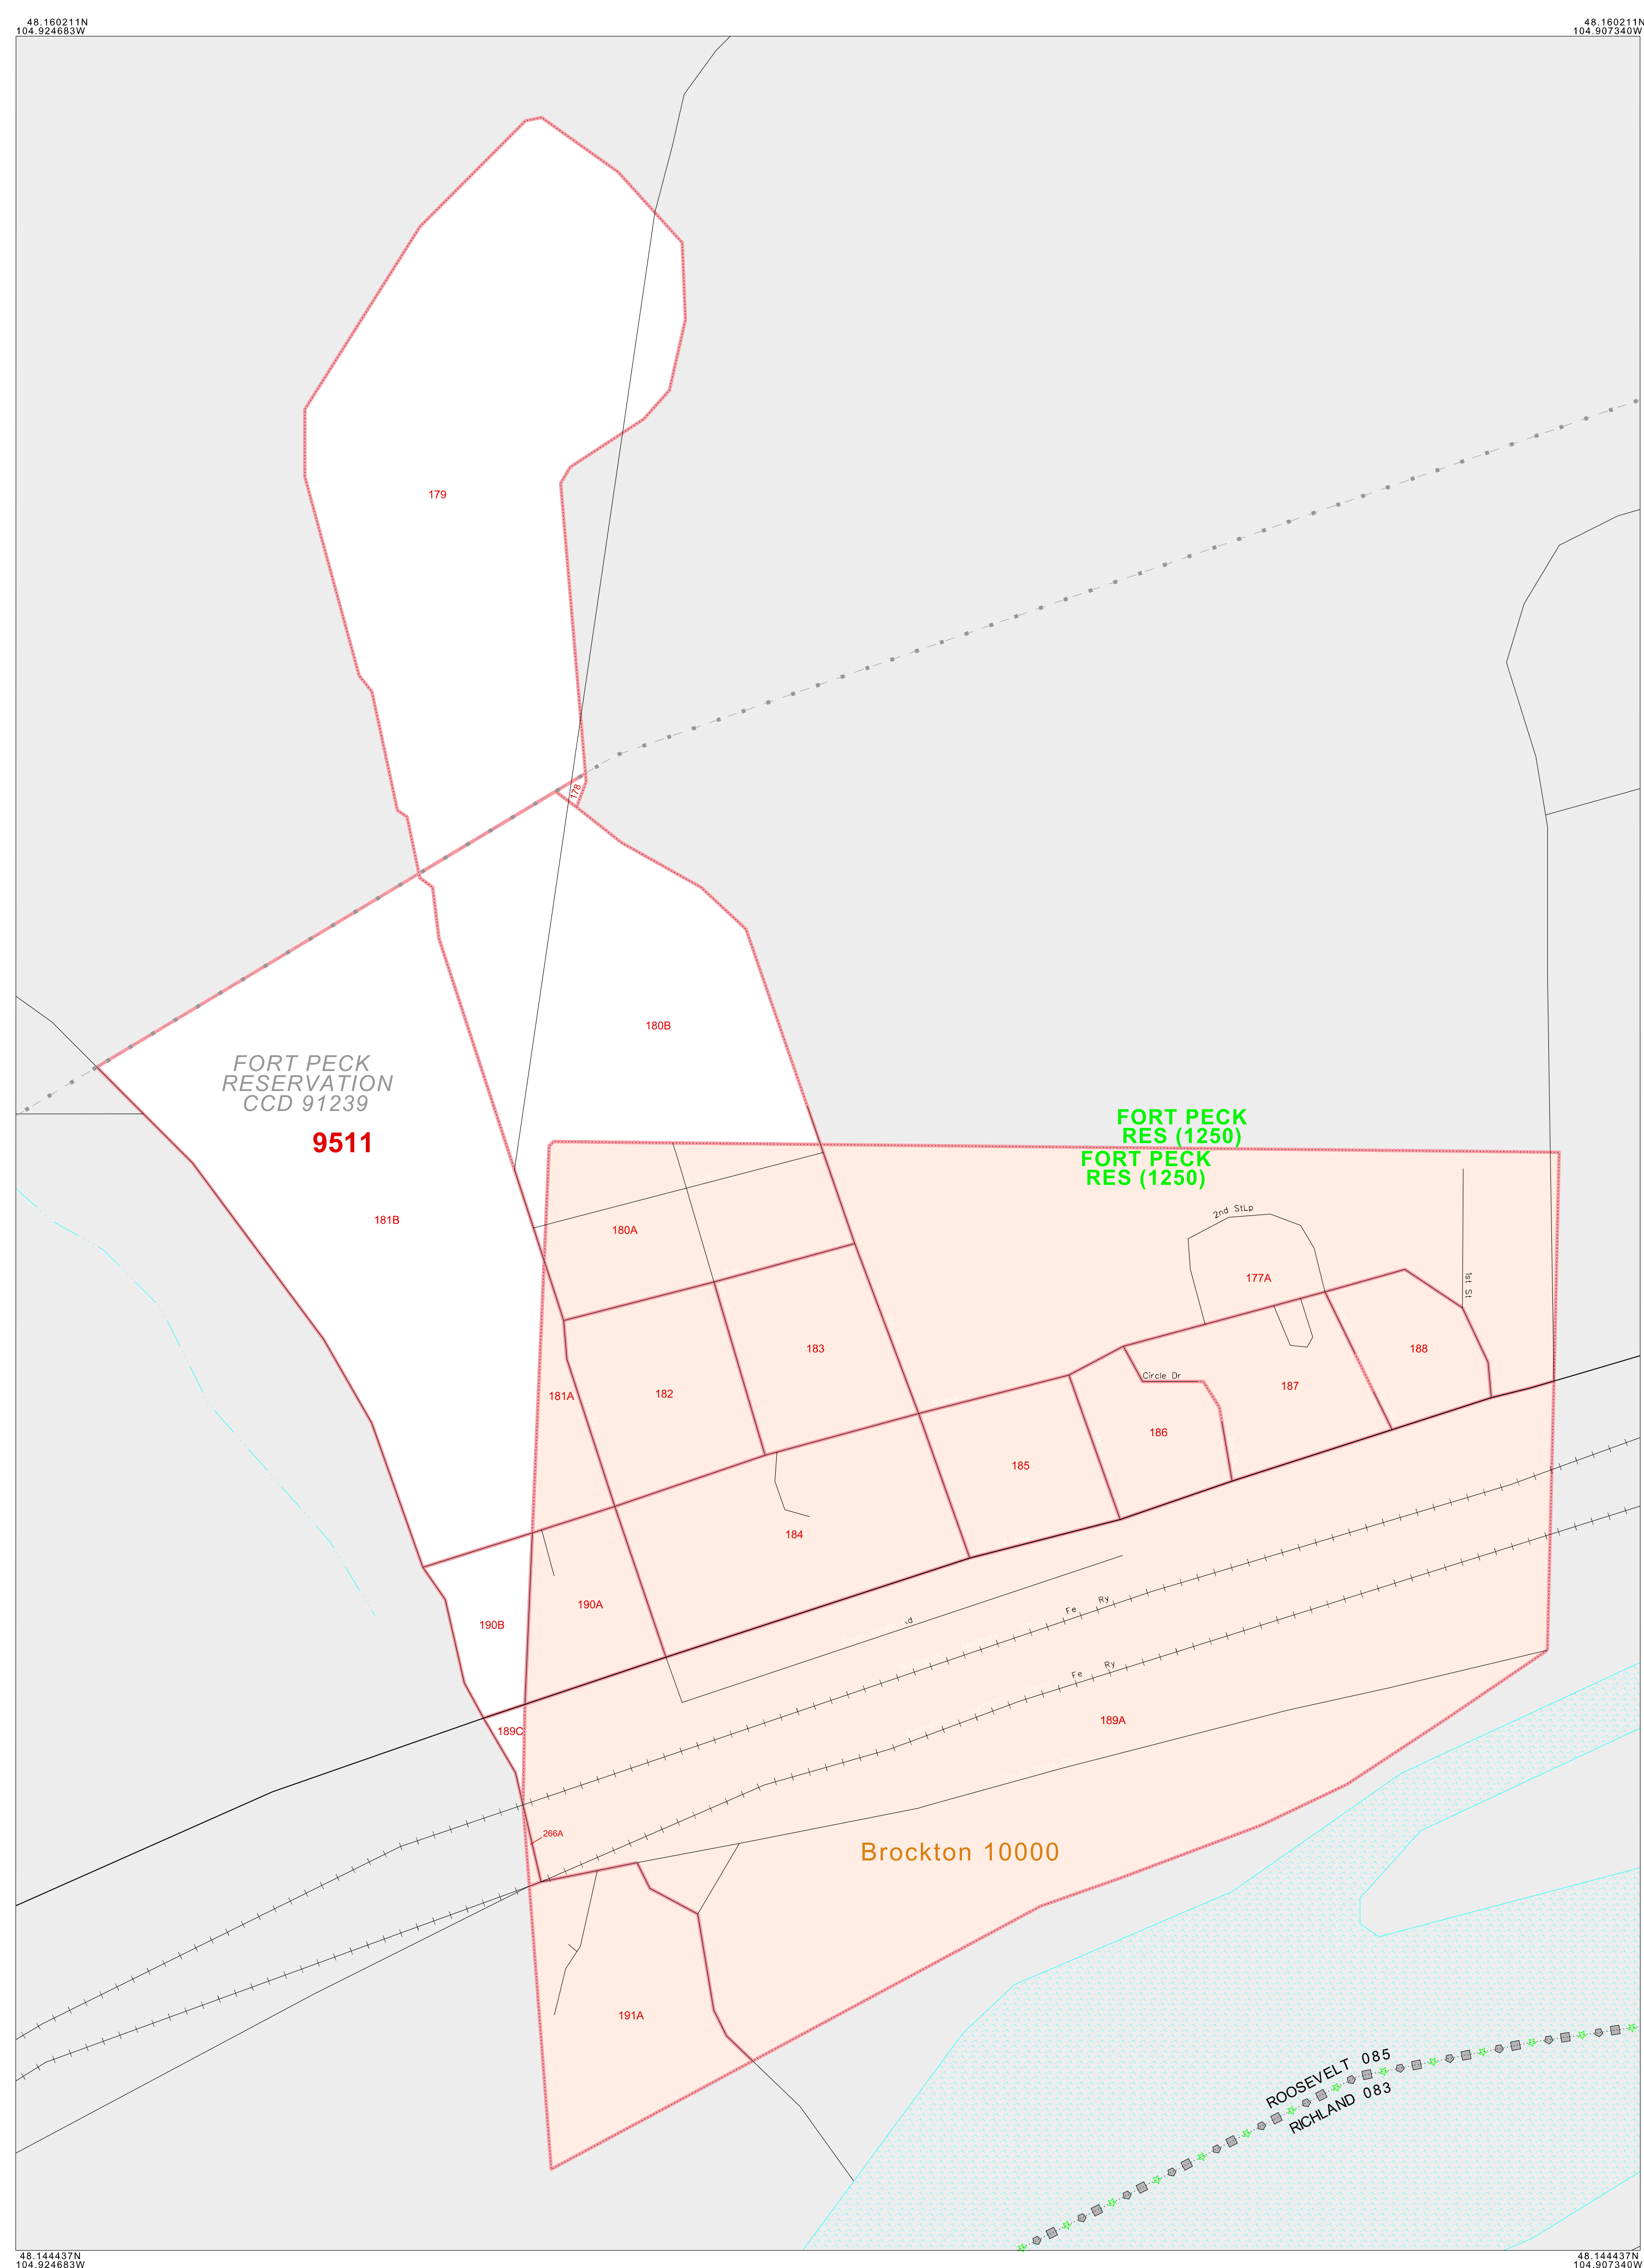 48.160211N
104.924683W
48.160211N
104.907340W
179
178
180B
FORT PECK
RESERVATION
CCD 91239
9511
FORT PECK
RES (1250)
FORT PECK
RES (1250)
181B
180A
2nd StLp
177A
1st St
183
188
Circle Dr
181A
182
187
186
185
184
190A
Fe Ry
190B
Fe Ry
189A
189C
266A
Brockton 10000
191A
ROOSEVELT 085
RICHLAND 083
48.144437N
104.924683W
48.144437N
104.907340W